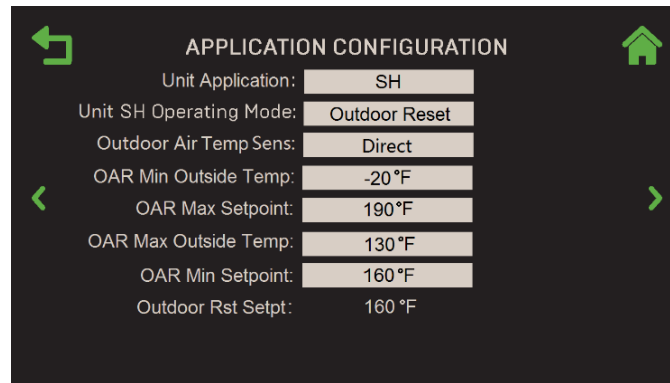 APPLICATION CONFIGURATION
Unit Application: SH
Unit SH Operating Mode: Outdoor Reset
Outdoor Air Temp Sens: Direct
OAR Min Outside Temp: -20°F
OAR Max Setpoint: 190°F
OAR Max Outside Temp: 130°F
OAR Min Setpoint: 160°F
Outdoor Rst Setpt: 160°F